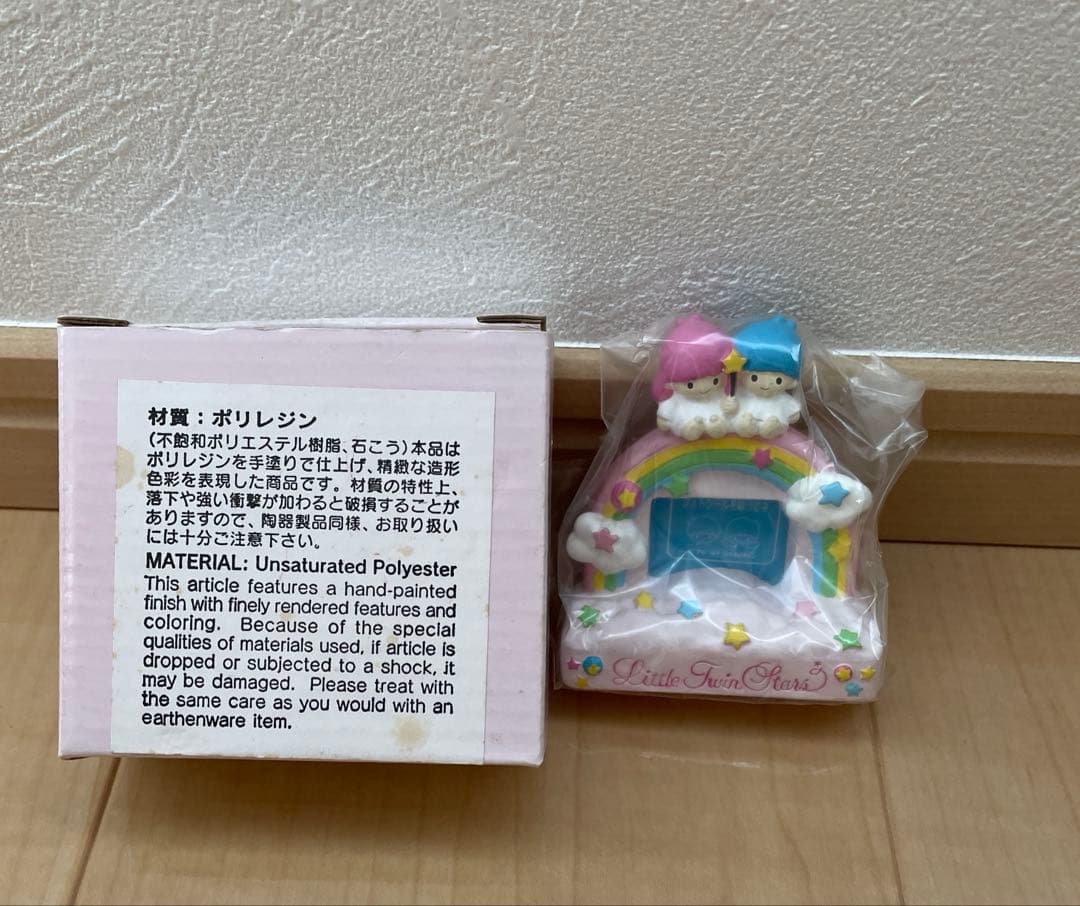 材質：ポリレジン
（不飽和ポリエステル樹脂、石こう）本品は
ポリレジンを手塗りで仕上げ、精緻な造形
色彩を表現した商品です。材質の特性上、
落下や強い衝撃が加わると破損することが
ありますので、陶器製品同様、お取り扱い
には十分ご注意下さい。
MATERIAL: Unsaturated Polyester
This article features a hand-painted
finish with finely rendered features and
coloring. Because of the special
qualities of materials used, if article is
dropped or subjected to a shock, it
may be damaged. Please treat with
the same care as you would with an
earthenware item.
Little Twin Stars